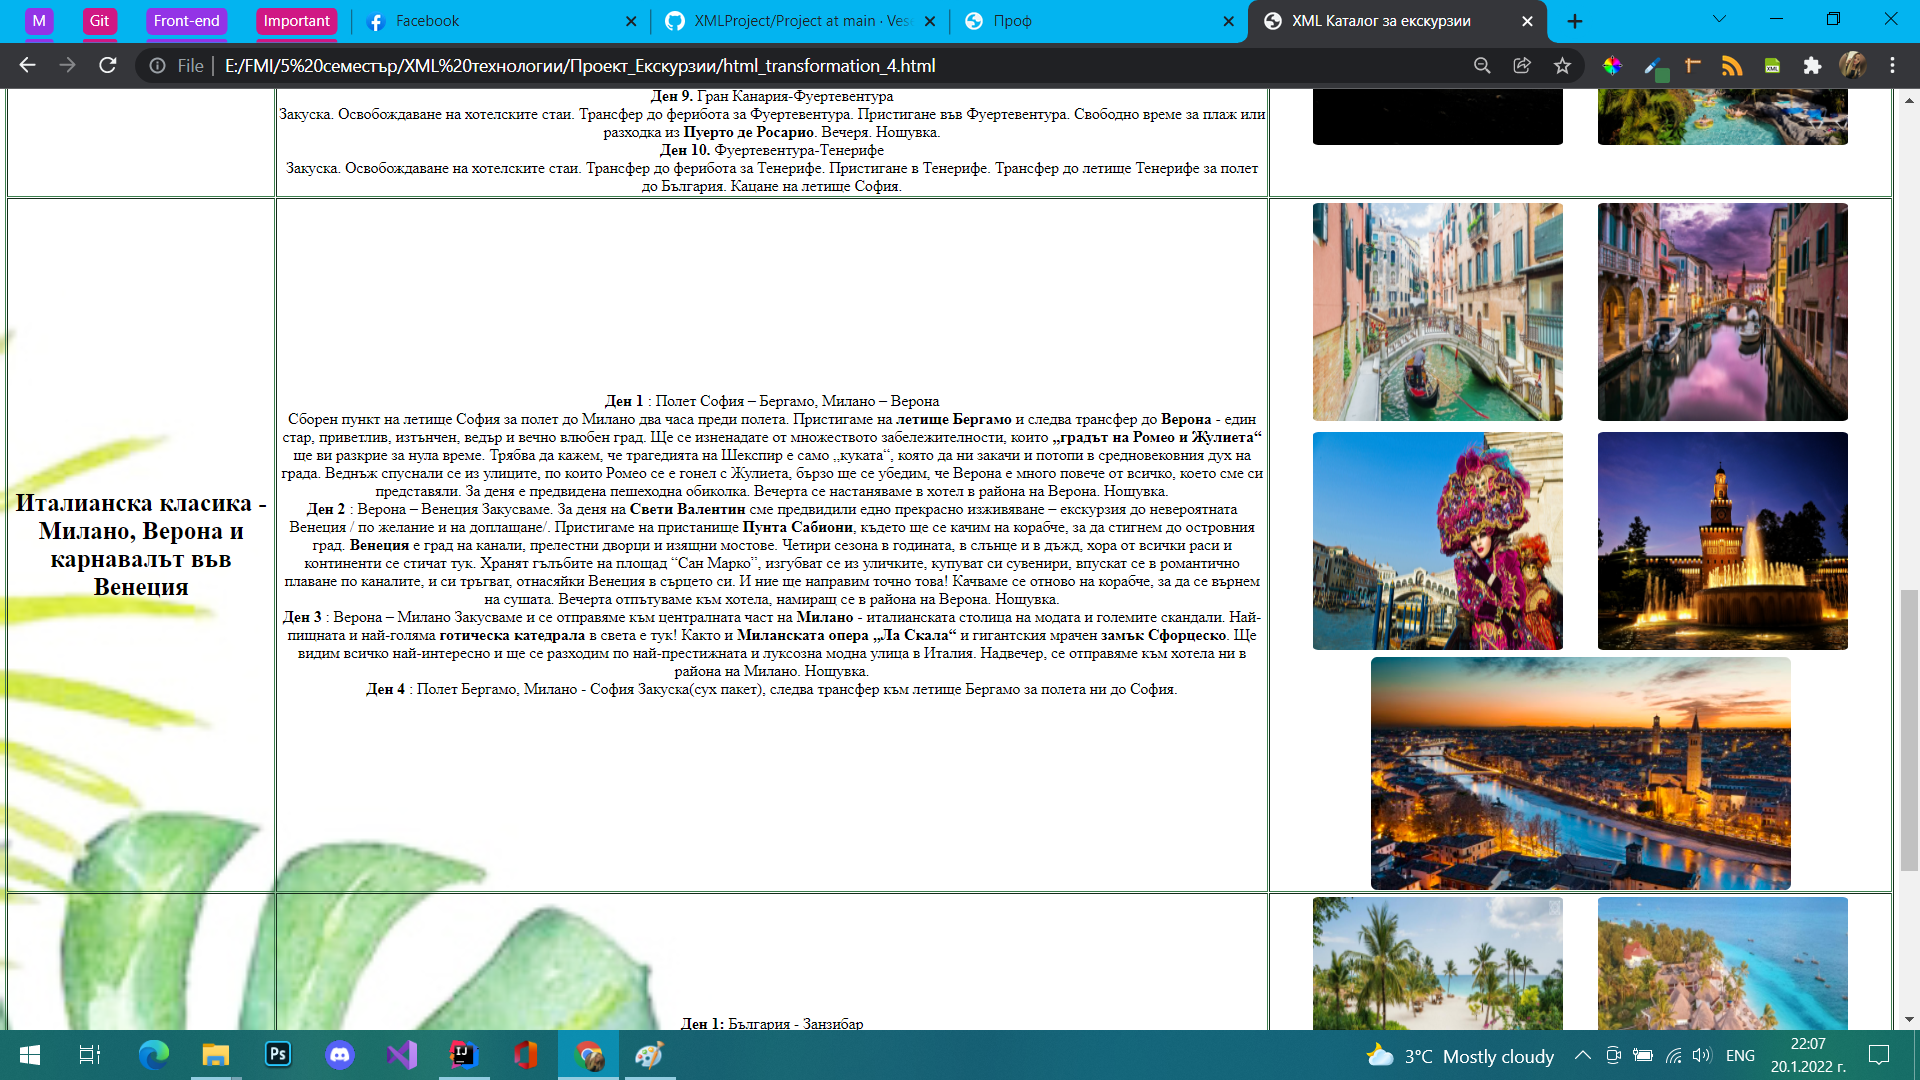 M
Git
Front-end
Important
Facebook
XMLProject/Project at main · Vese
Проф
XML Каталог за екскурзии
File
E:/FMI/5%20семестър/XML%20технологии/Проект_Екскурзии/html_transformation_4.html
Ден 9. Гран Канария-Фуертевентура
Закуска. Освобождаване на хотелските стаи. Трансфер до ферибота за Фуертевентура. Пристигане във Фуертевентура. Свободно време за плаж или
разходка из Пуерто де Росарио. Вечеря. Нощувка.
Ден 10. Фуертевентура-Тенерифе
Закуска. Освобождаване на хотелските стаи. Трансфер до ферибота за Тенерифе. Пристигане в Тенерифе. Трансфер до летище Тенерифе за полет
до България. Кацане на летище София.
Италианска класика -
Милано, Верона и
карнавалът във
Венеция
Ден 1 : Полет София – Бергамо, Милано – Верона
Сборен пункт на летище София за полет до Милано два часа преди полета. Пристигаме на летище Бергамо и следва трансфер до Верона - един
стар, приветлив, изтънчен, ведър и вечно влюбен град. Ще се изненадате от множеството забележителности, които „градът на Ромео и Жулиета“
ще ви разкрие за нула време. Трябва да кажем, че трагедията на Шекспир е само „куката“, която да ни закачи и потопи в средновековния дух на
града. Веднъж спуснали се из улиците, по които Ромео се е гонел с Жулиета, бързо ще се убедим, че Верона е много повече от всичко, което сме си
представяли. За деня е предвидена пешеходна обиколка. Вечерта се настаняваме в хотел в района на Верона. Нощувка.
Ден 2 : Верона – Венеция Закусваме. За деня на Свети Валентин сме предвидили едно прекрасно изживяване – екскурзия до невероятната
Венеция / по желание и на доплащане/. Пристигаме на пристанище Пунта Сабиони, където ще се качим на корабче, за да стигнем до островния
град. Венеция е град на канали, прелестни дворци и изящни мостове. Четири сезона в годината, в слънце и в дъжд, хора от всички раси и
континенти се стичат тук. Хранят гълъбите на площад “Сан Марко”, изгубват се из уличките, купуват си сувенири, впускат се в романтично
плаване по каналите, и си тръгват, отнасяйки Венеция в сърцето си. И ние ще направим точно това! Качваме се отново на корабче, за да се върнем
на сушата. Вечерта отпътуваме към хотела, намиращ се в района на Верона. Нощувка.
Ден 3 : Верона – Милано Закусваме и се отправяме към централната част на Милано - италианската столица на модата и големите скандали. Най-
пищната и най-голяма готическа катедрала в света е тук! Както и Миланската опера „Ла Скала“ и гигантския мрачен замък Сфорцеско. Ще
видим всичко най-интересно и ще се разходим по най-престижната и луксозна модна улица в Италия. Надвечер, се отправяме към хотела ни в
района на Милано. Нощувка.
Ден 4 : Полет Бергамо, Милано - София Закуска(сух пакет), следва трансфер към летище Бергамо за полета ни до София.
Ден 1: България - Занзибар
3°C Mostly cloudy
ENG
22:07
20.1.2022 г.